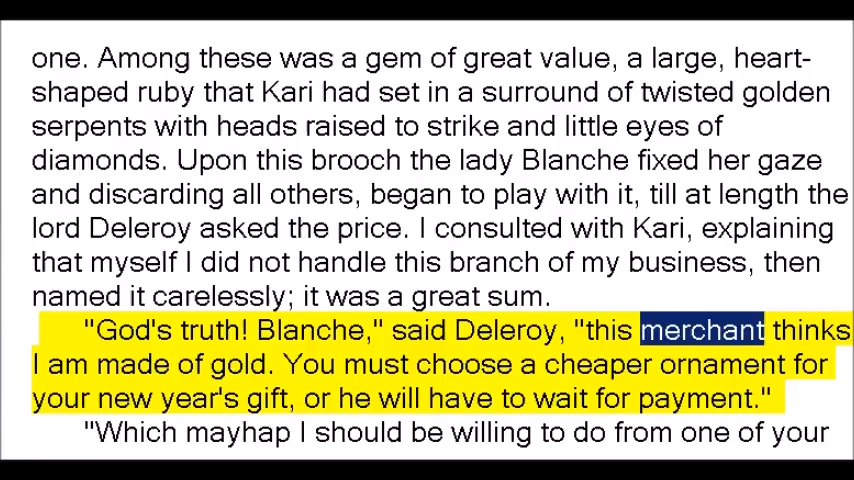 one. Among these was a gem of great value, a large, heart-
shaped ruby that Kari had set in a surround of twisted golden
serpents with heads raised to strike and little eyes of
diamonds. Upon this brooch the lady Blanche fixed her gaze
and discarding all others, began to play with it, till at length the
lord Deleroy asked the price. I consulted with Kari, explaining
that myself I did not handle this branch of my business, then
named it carelessly; it was a great sum.
"God's truth! Blanche," said Deleroy, "this merchant thinks
I am made of gold. You must choose a cheaper ornament for
your new year's gift, or he will have to wait for payment."
"Which mayhap I should be willing to do from one of your